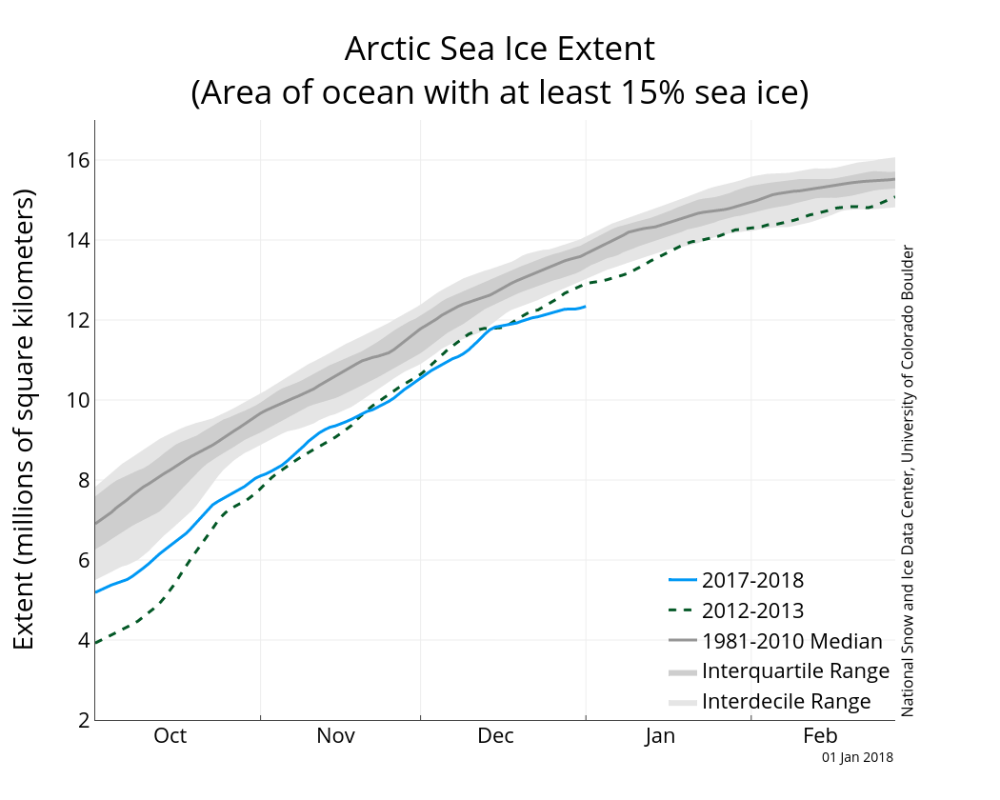 Arctic Sea Ice Extent
(Area of ocean with at least 15% sea ice)
Extent (millions of square kilometers)
16
14
12
10
8
6
4
2
Oct
Nov
Dec
Jan
Feb
2017-2018
2012-2013
1981-2010 Median
Interquartile Range
Interdecile Range
National Snow and Ice Data Center, University of Colorado Boulder
01 Jan 2018